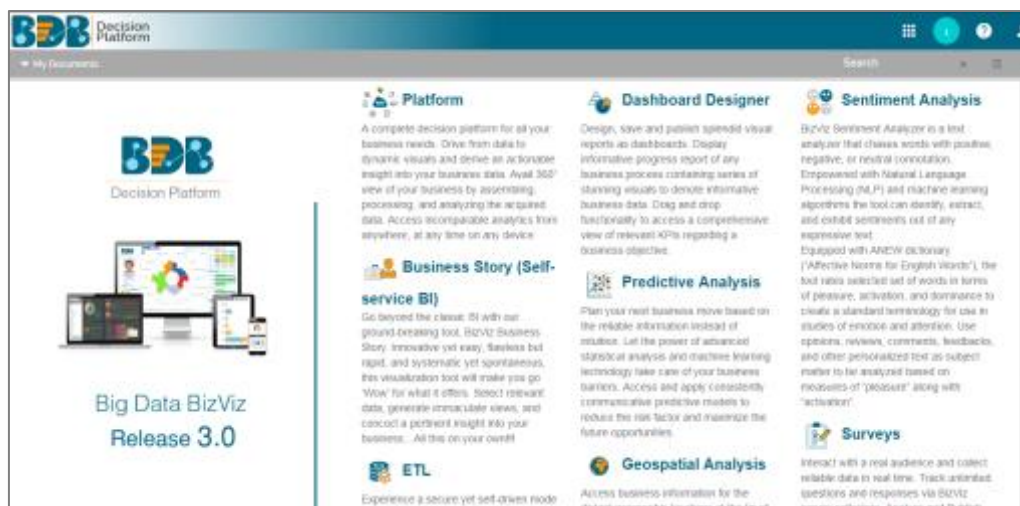 BDB Decision
Platform
My Documents
Search
BDB
Decision Platform
Big Data BizViz
Release 3.0
Platform
A complete decision platform for all your
business needs. Drive from data to
dynamic visuals and derive an actionable
insight into your business data. Avail 360°
view of your business by assembling,
processing, and analyzing the acquired
data. Access incomparable analytics from
anywhere, at any time on any device.
Business Story (Self-
service BI)
Go beyond the classic BI with our
ground-breaking tool, BizViz Business
Story. Innovative yet easy, flawless but
rapid, and systematic yet spontaneous,
this visualization tool will make you go
'Wow' for what it offers. Select relevant
data, generate immaculate views, and
concoct a pertinent insight into your
business... All this on your own!!!
ETL
Experience a secure yet self-driven mode
Dashboard Designer
Design, save and publish splendid visual
reports as dashboards. Display
informative progress report of any
business process containing series of
stunning visuals to denote informative
business data. Drag and drop
functionality to access a comprehensive
view of relevant KPIs regarding a
business objective.
Predictive Analysis
Plan your next business move based on
the reliable information instead of
intuition. Let the power of advanced
statistical analysis and machine learning
technology take care of your business
barriers. Access and apply consistently
communicative predictive models to
reduce the risk factor and maximize the
future opportunities.
Geospatial Analysis
Access business information for the
Sentiment Analysis
BizViz Sentiment Analyzer is a text
analyzer that chases words with positive,
negative, or neutral connotation.
Empowered with Natural Language
Processing (NLP) and machine learning
algorithms the tool can identify, extract,
and exhibit sentiments out of any
expressive text.
Equipped with ANEW dictionary
("Affective Norms for English Words"), the
tool rates selected set of words in terms
of pleasure, activation, and dominance to
create a standard terminology for use in
studies of emotion and attention. Use
opinions, reviews, comments, feedbacks,
and other personalized text as subject
matter to be analyzed based on
measures of "pleasure" along with
"activation"
Surveys
Interact with a real audience and collect
reliable data in real time. Track unlimited
questions and responses via BizViz